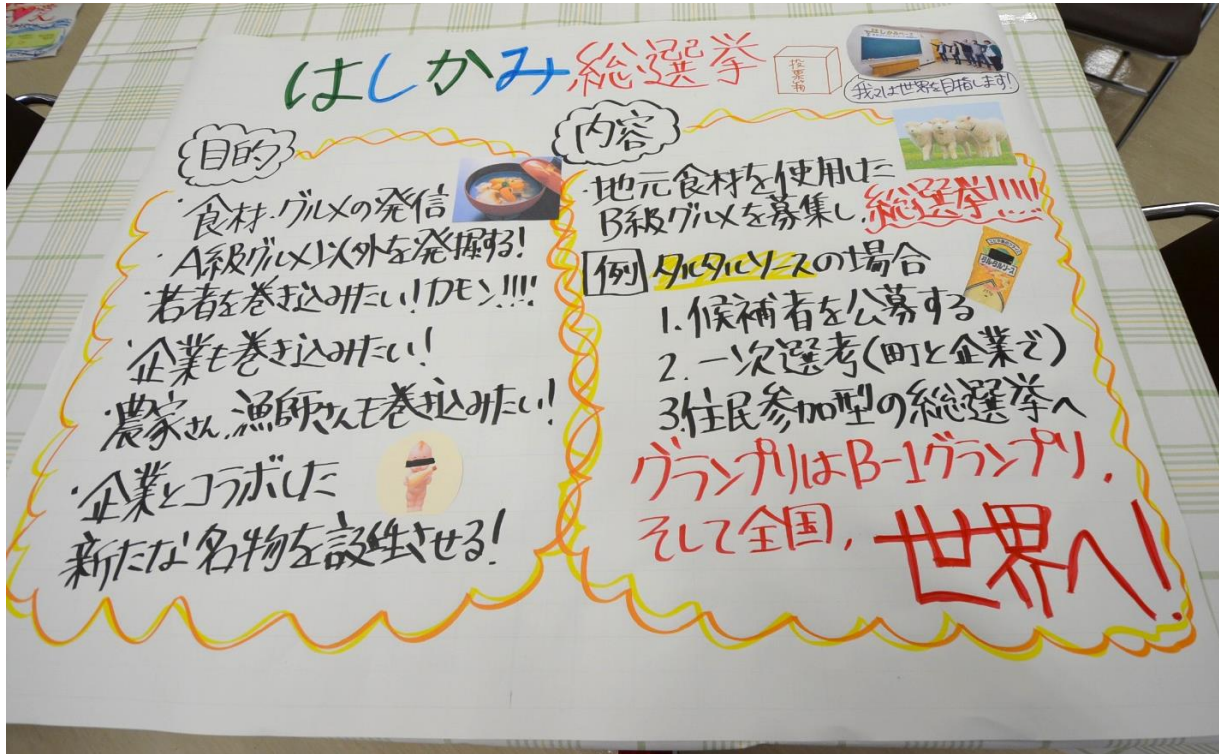 はしかみ総選挙
投票箱
我々は世界を目指します!
目的
・食材・グルメの発信
・A級グルメ以外を発掘する!
・若者を巻き込みたい!カモン!!!!
・企業も巻き込みたい!
・農家さん、漁師さんも巻き込みたい!
・企業とコラボした
新たな名物を誕生させる!
内容
・地元食材を使用した
B級グルメを募集し、総選挙!!!!!
例 タルタルソースの場合
タルタルソース
1.候補者を公募する
2.一次選考(町と企業で)
3.住民参加型の総選挙へ
グランプリはB-1グランプリ、
そして全国、世界へ!